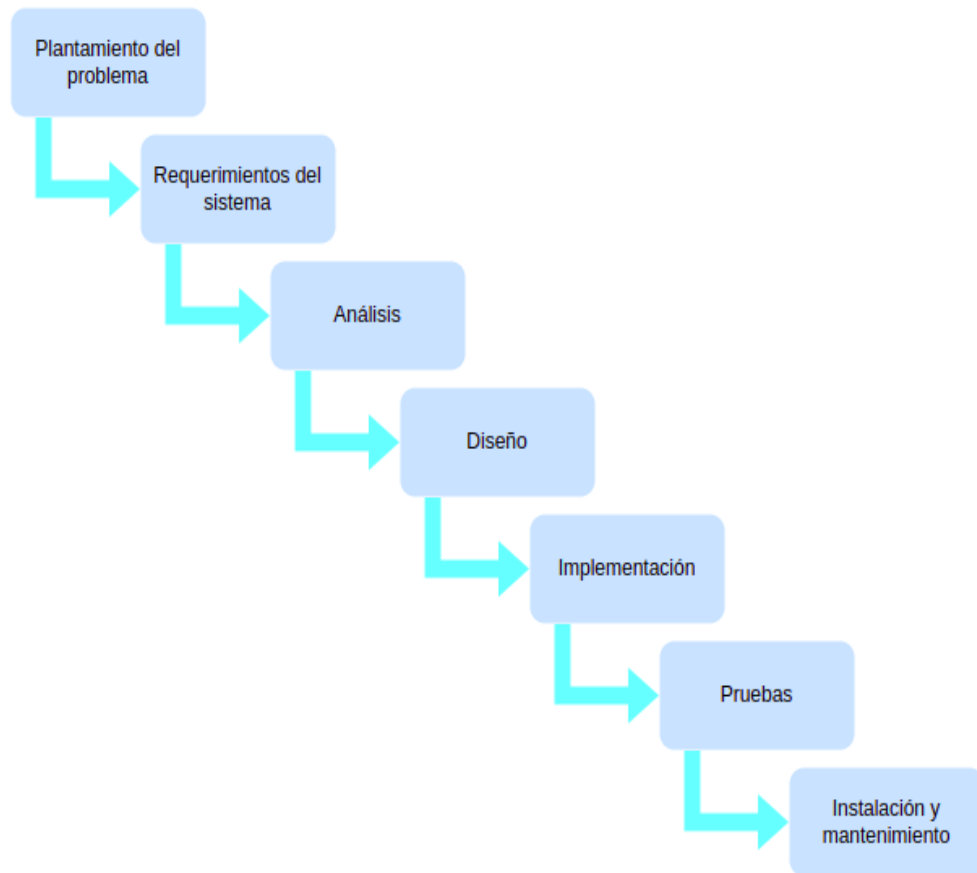 Plantamiento del
problema
Requerimientos del
sistema
Análisis
Diseño
Implementación
Pruebas
Instalación y
mantenimiento